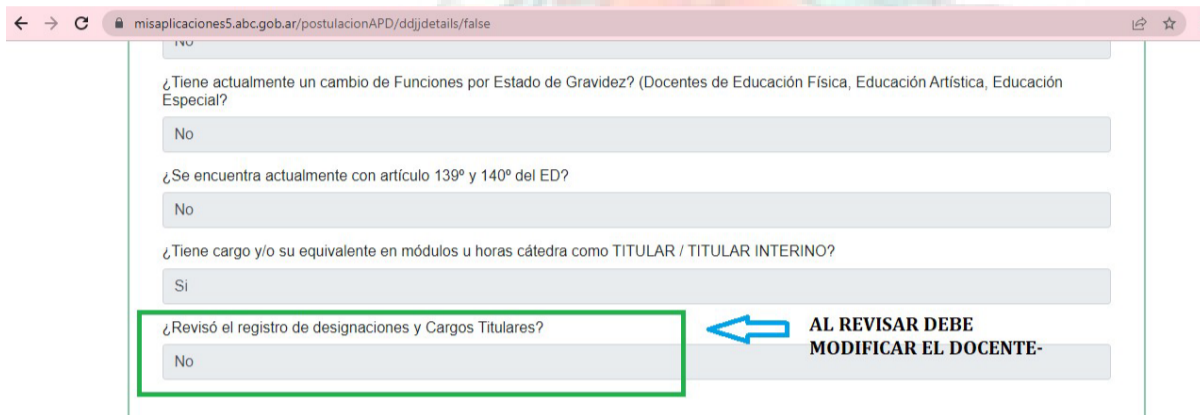 misaplicaciones5.abc.gob.ar/postulacionAPD/ddjjdetails/false
No
¿Tiene actualmente un cambio de Funciones por Estado de Gravidez? (Docentes de Educación Física, Educación Artística, Educación
Especial?
No
¿Se encuentra actualmente con artículo 139º y 140º del ED?
No
¿Tiene cargo y/o su equivalente en módulos u horas cátedra como TITULAR / TITULAR INTERINO?
Si
¿Revisó el registro de designaciones y Cargos Titulares?
No
AL REVISAR DEBE
MODIFICAR EL DOCENTE-